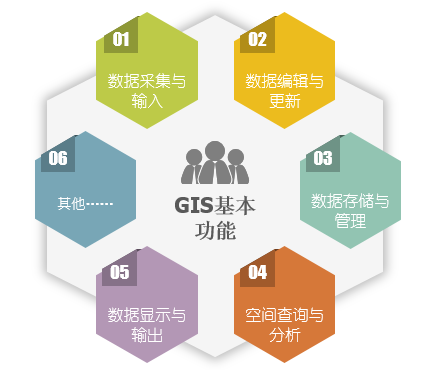 01
数据采集与
输入
02
数据编辑与
更新
03
数据存储与
管理
04
空间查询与
分析
05
数据显示与
输出
06
其他······
GIS基本
功能